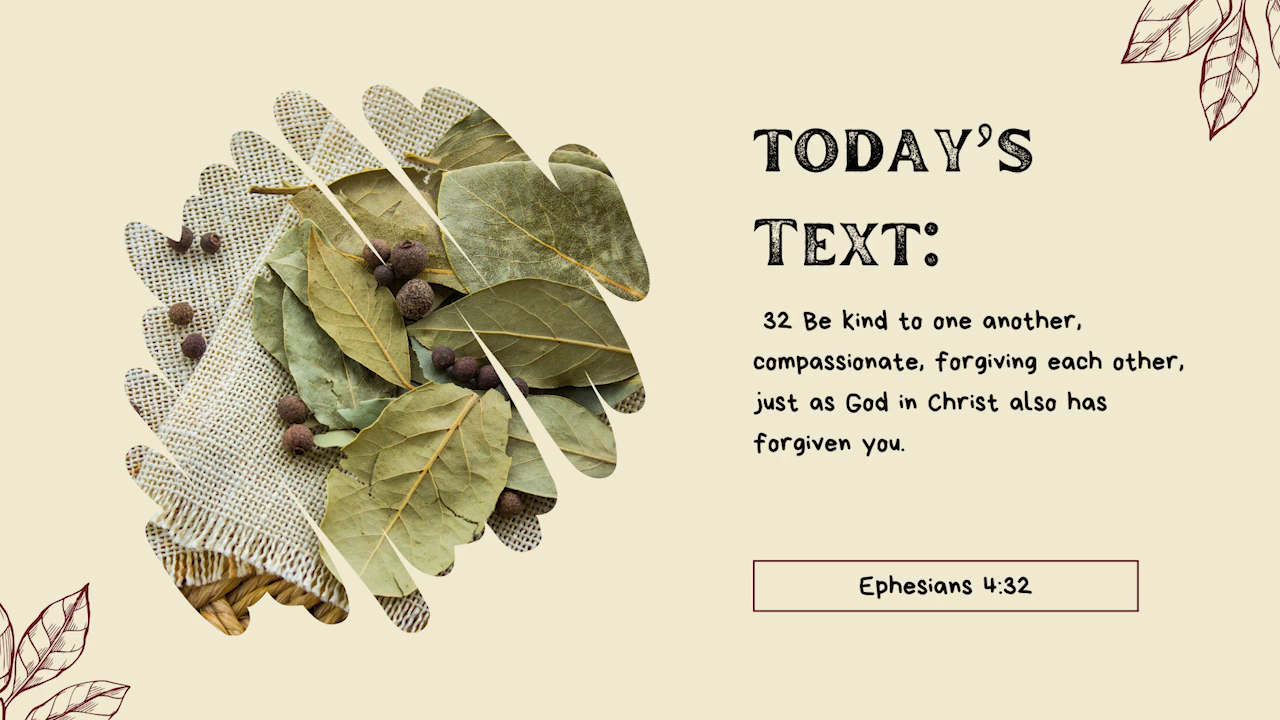 TODAY'S
TEXT:
32 Be kind to one another,
compassionate, forgiving each other,
just as God in Christ also has
forgiven you.
Ephesians 4:32